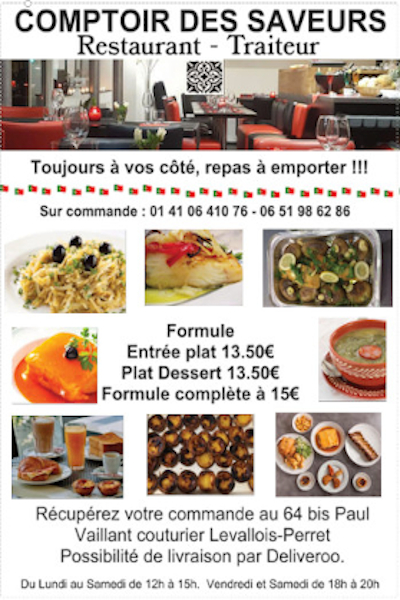 COMPTOIR DES SAVEURS
Restaurant - Traiteur
Toujours à vos côté, repas à emporter !!!
Sur commande : 01 41 06 410 76 - 06 51 98 62 86
Formule
Entrée plat 13.50€
Plat Dessert 13.50€
Formule complète à 15€
Récupérez votre commande au 64 bis Paul
Vaillant couturier Levallois-Perret
Possibilité de livraison par Deliveroo.
Du Lundi au Samedi de 12h à 15h. Vendredi et Samedi de 18h à 20h